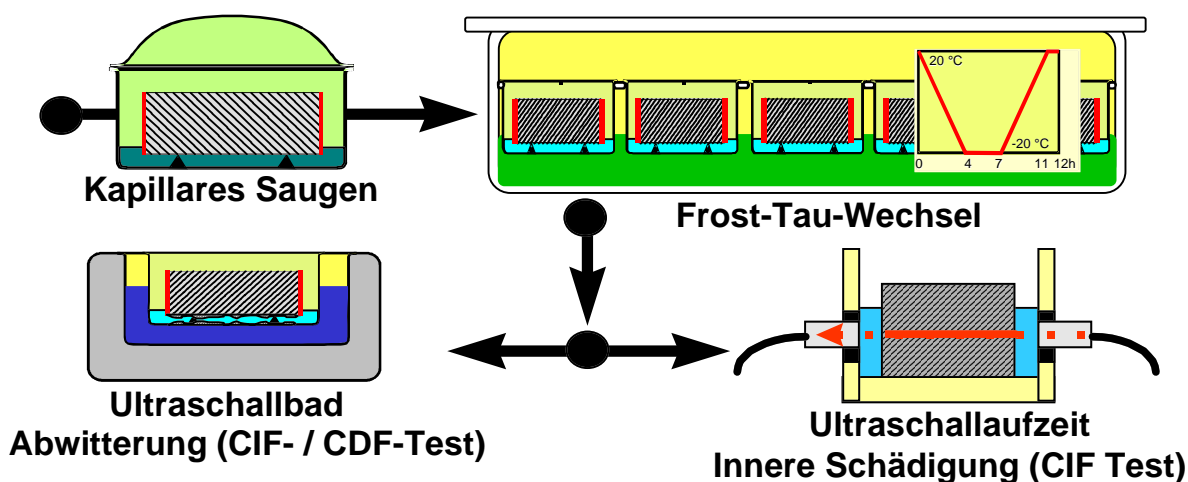 20 °C
-20 °C
0 4 7 11 12h
Kapillares Saugen
Frost-Tau-Wechsel
Ultraschallbad
Abwitterung (CIF- / CDF-Test)
Ultraschallaufzeit
Innere Schädigung (CIF Test)